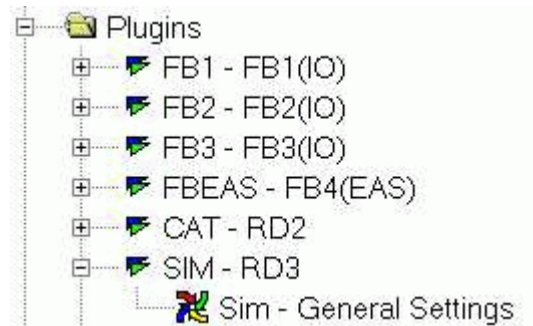 Plugins
FB1 - FB1(IO)
FB2 - FB2(IO)
FB3 - FB3(IO)
FBEAS - FB4(EAS)
CAT - RD2
SIM - RD3
Sim - General Settings